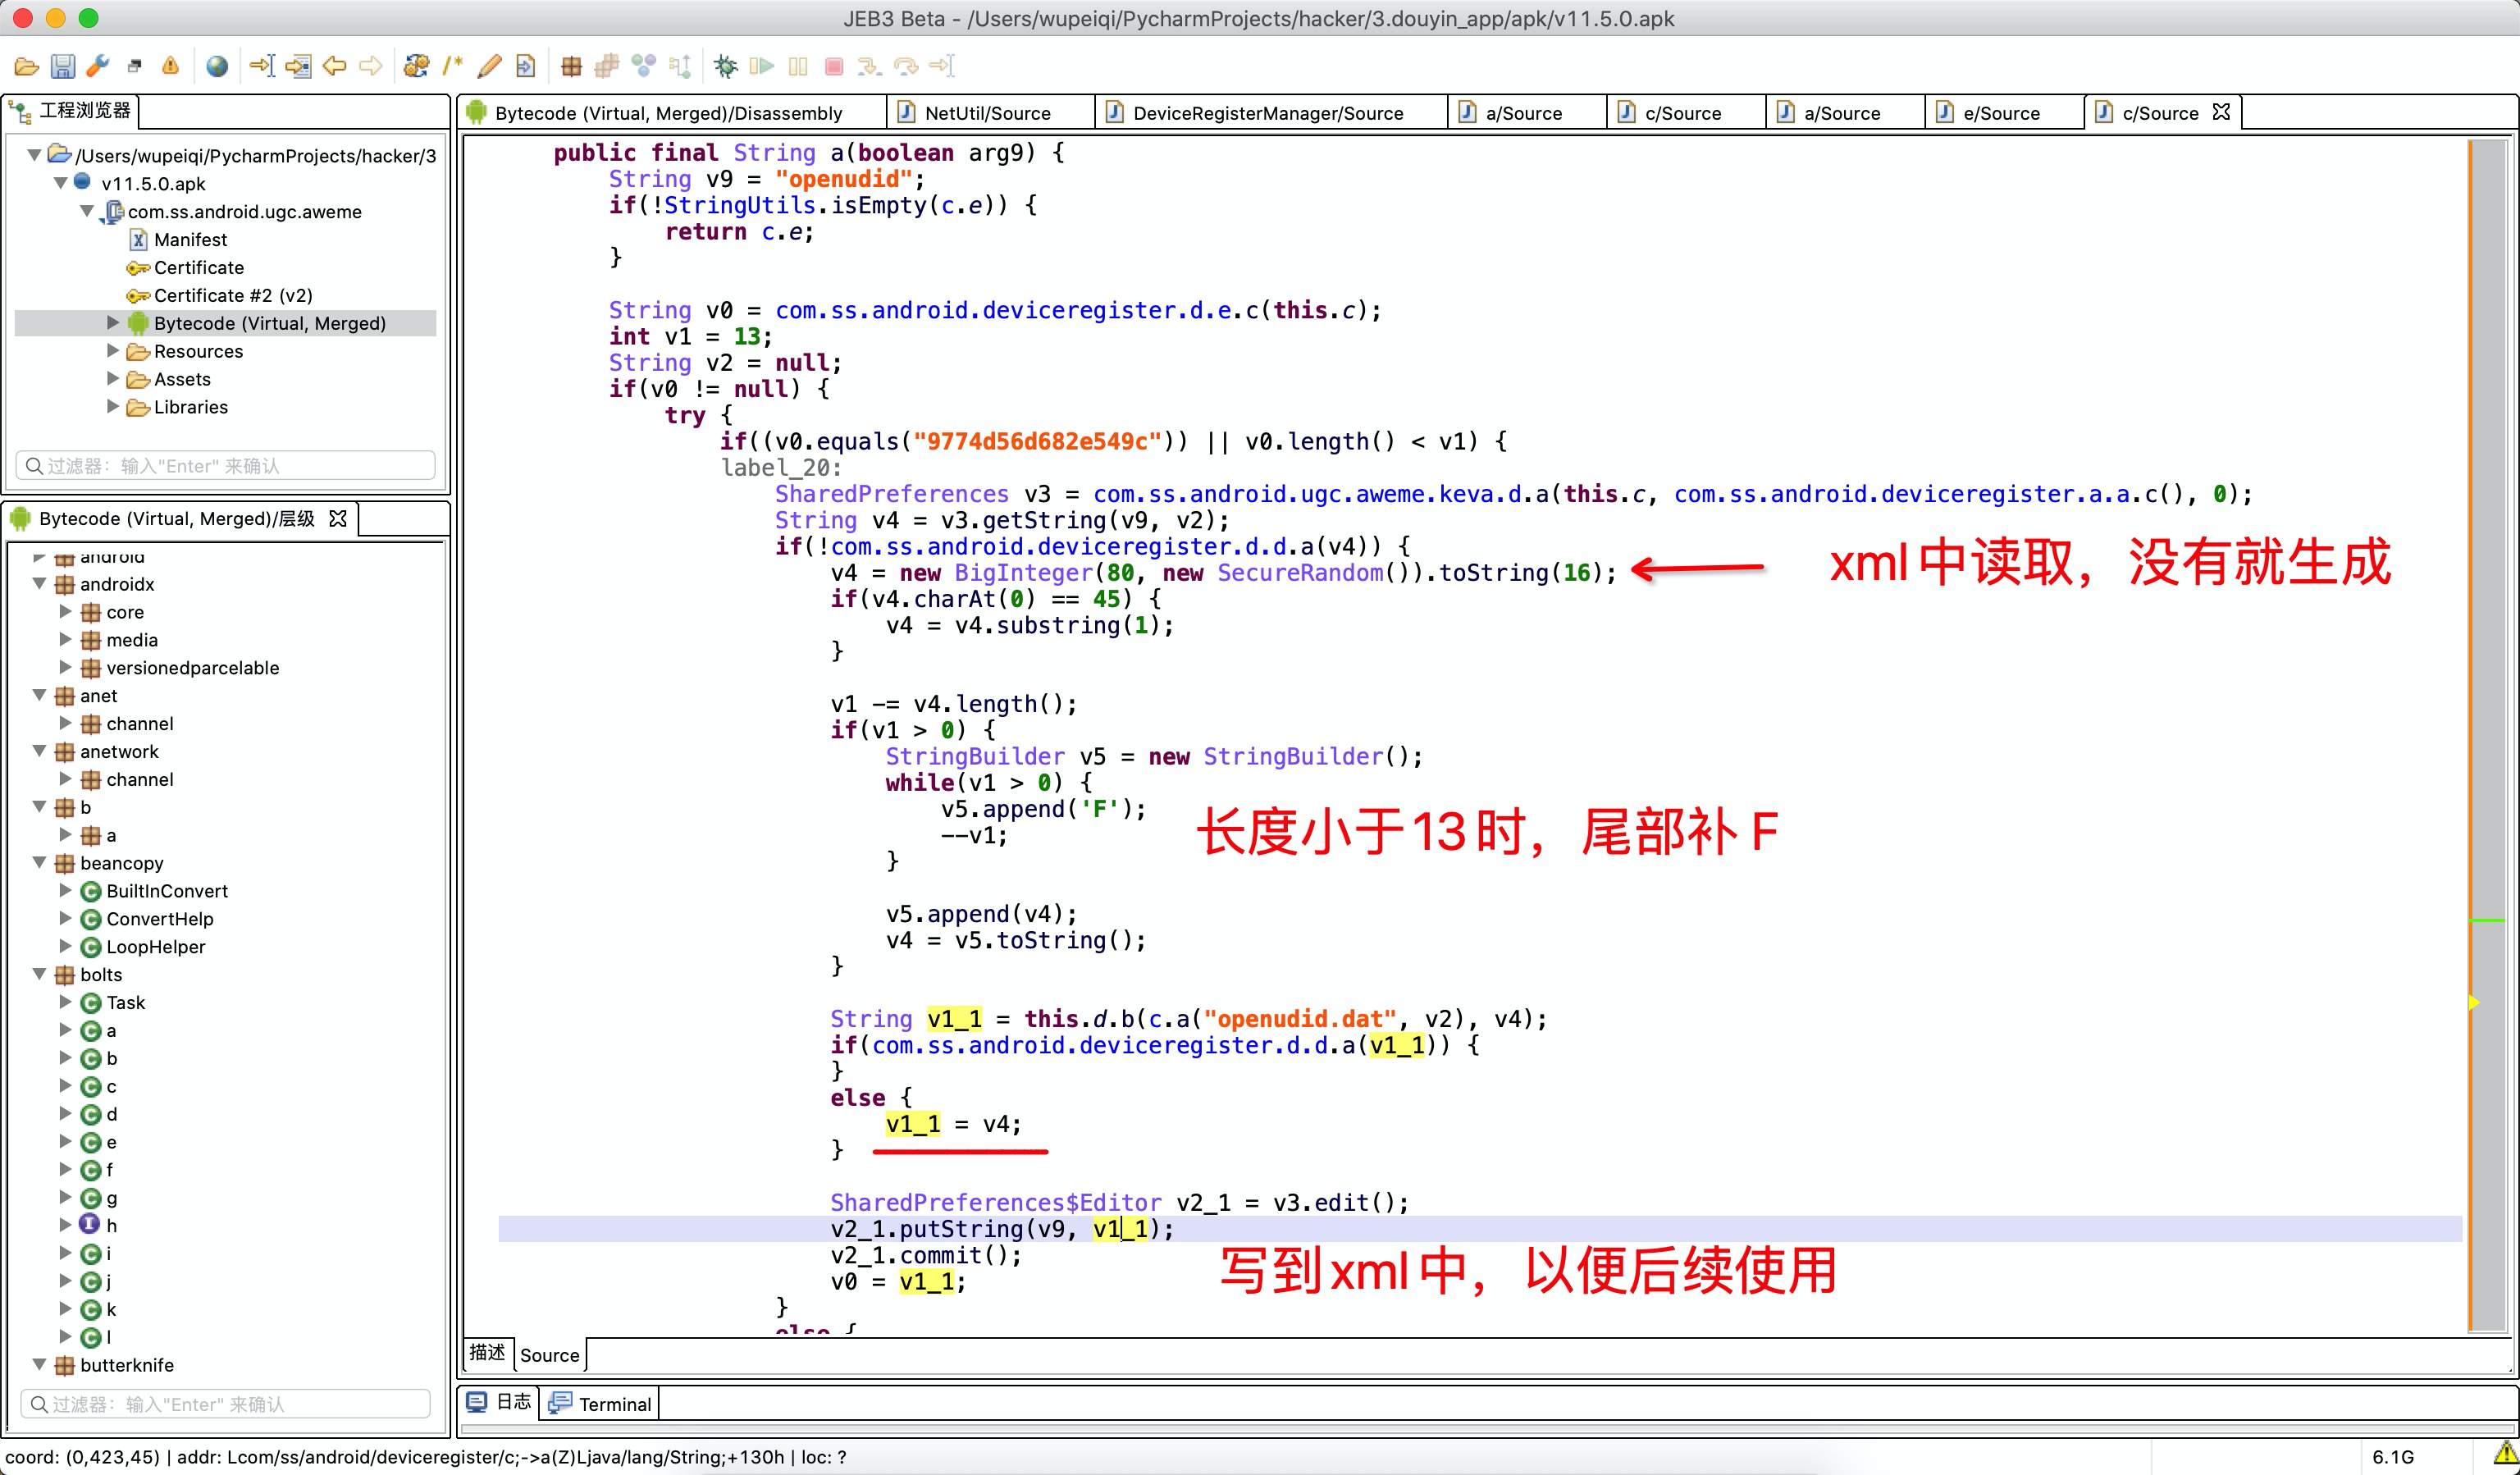 JEB3 Beta - /Users/wupeiqi/PycharmProjects/hacker/3.douyin_app/apk/v11.5.0.apk
工程浏览器
/Users/wupeiqi/PycharmProjects/hacker/3
v11.5.0.apk
com.ss.android.ugc.aweme
Manifest
Certificate
Certificate #2 (v2)
Bytecode (Virtual, Merged)
Resources
Assets
Libraries
过滤器：输入"Enter" 来确认
Bytecode (Virtual, Merged)/层级
android
androidx
core
media
versionedparcelable
anet
channel
anetwork
channel
b
a
beancopy
BuiltInConvert
ConvertHelp
LoopHelper
bolts
Task
a
b
c
d
e
f
g
h
i
j
k
l
butterknife
过滤器：输入"Enter" 来确认
Bytecode (Virtual, Merged)/Disassembly NetUtil/Source DeviceRegisterManager/Source a/Source c/Source a/Source e/Source c/Source
public final String a(boolean arg9) {
String v9 = "openudid";
if(!StringUtils.isEmpty(c.e)) {
return c.e;
}
String v0 = com.ss.android.deviceregister.d.e.c(this.c);
int v1 = 13;
String v2 = null;
if(v0 != null) {
try {
if((v0.equals("9774d56d682e549c")) || v0.length() < v1) {
label_20:
SharedPreferences v3 = com.ss.android.ugc.aweme.keva.d.a(this.c, com.ss.android.deviceregister.a.a.c(), 0);
String v4 = v3.getString(v9, v2);
if(!com.ss.android.deviceregister.d.d.a(v4)) {
v4 = new BigInteger(80, new SecureRandom()).toString(16);
xml中读取，没有就生成
if(v4.charAt(0) == 45) {
v4 = v4.substring(1);
}
v1 -= v4.length();
if(v1 > 0) {
StringBuilder v5 = new StringBuilder();
while(v1 > 0) {
v5.append('F');
--v1;
}
长度小于13时，尾部补F
v5.append(v4);
v4 = v5.toString();
}
String v1_1 = this.d.b(c.a("openudid.dat", v2), v4);
if(com.ss.android.deviceregister.d.d.a(v1_1)) {
}
else {
v1_1 = v4;
}
SharedPreferences$Editor v2_1 = v3.edit();
v2_1.putString(v9, v1_1);
v2_1.commit();
v0 = v1_1;
写到xml中，以便后续使用
}
else {
描述 Source
日志 Terminal
coord: (0,423,45) | addr: Lcom/ss/android/deviceregister/c;->a(Z)Ljava/lang/String;+130h | loc: ?
6.1G